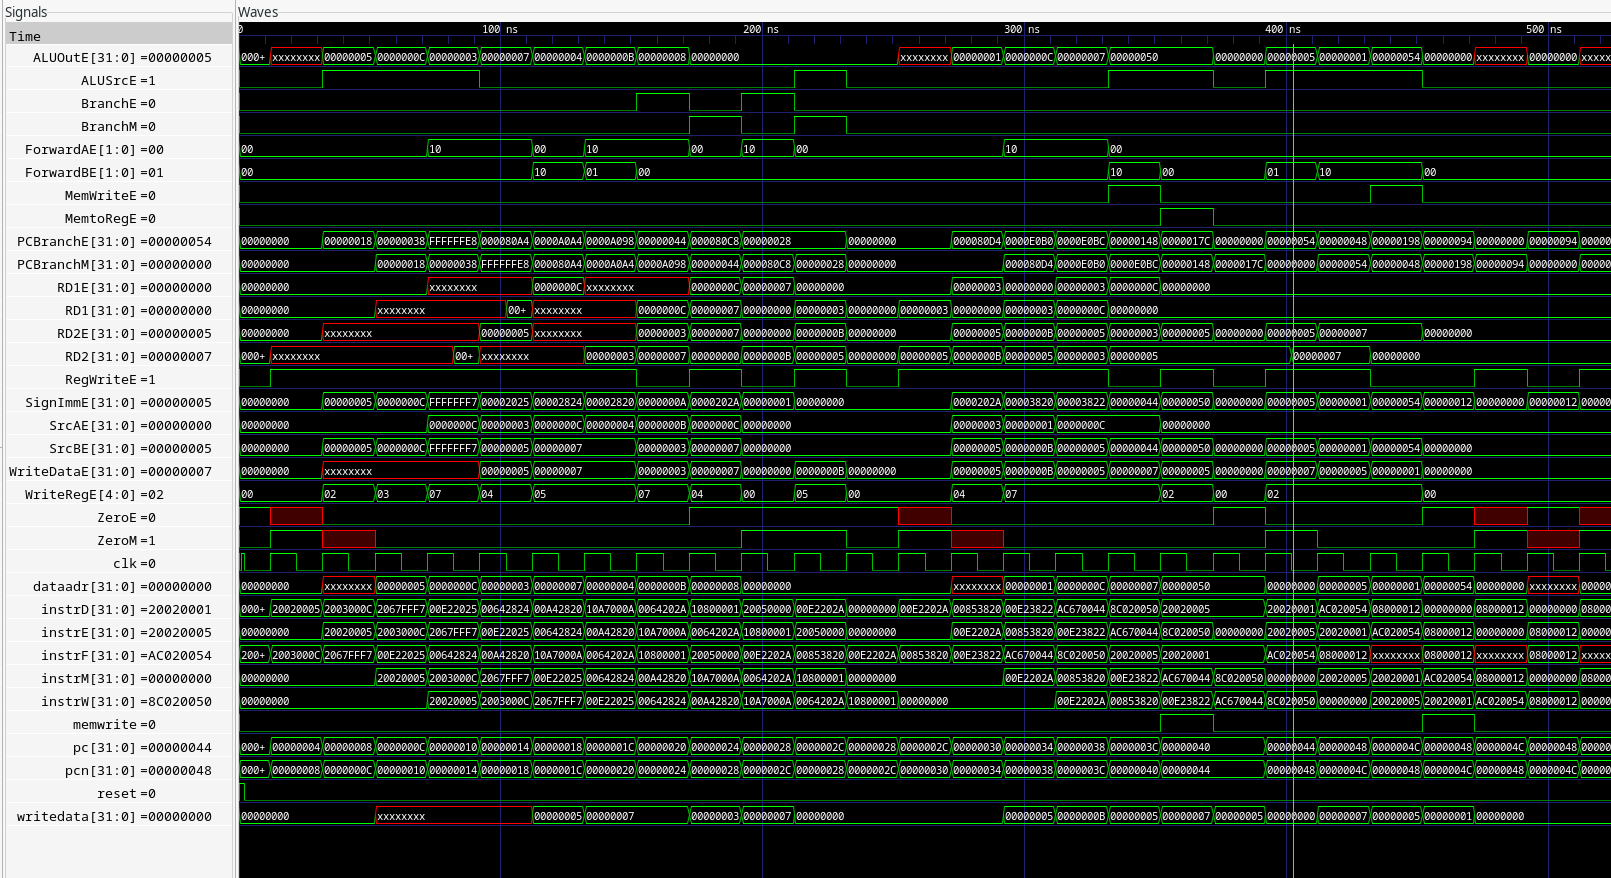 Signals
Waves
Time
0 100 ns 200 ns 300 ns 400 ns 500 ns
ALUOutE[31:0] =00000005 000+ xxxxxxxx 00000005 0000000C 00000003 00000007 00000004 0000000B 00000008 00000000 xxxxxxxx 00000001 0000000C 00000007 00000050 00000000 00000005 00000001 00000054 00000000 xxxxxxxx 00000000 xxxxx
ALUSrcE =1
BranchE =0
BranchM =0
ForwardAE[1:0] =00 00 10 00 10 00 10 00 10 00
ForwardBE[1:0] =01 00 10 01 00 10 00 01 10 00
MemWriteE =0
MemtoRegE =0
PCBranchE[31:0] =00000054 00000000 00000018 00000038 FFFFFFE8 000080A4 0000A0A4 0000A098 00000044 000080C8 00000028 00000000 000080D4 0000E0B0 0000E0BC 00000148 0000017C 00000000 00000054 00000048 00000198 00000094 00000000 00000094 0000
PCBranchM[31:0] =00000000 00000000 00000018 00000038 FFFFFFE8 000080A4 0000A0A4 0000A098 00000044 000080C8 00000028 00000000 000080D4 0000E0B0 0000E0BC 00000148 0000017C 00000000 00000054 00000048 00000198 00000094 00000000 0000
RD1E[31:0] =00000000 00000000 xxxxxxxx 0000000C xxxxxxxx 0000000C 00000007 00000000 00000003 00000000 00000003 0000000C 00000000
RD1[31:0] =00000000 00000000 xxxxxxxx 00+ xxxxxxxx 0000000C 00000007 00000000 00000003 00000000 00000003 00000000 00000003 0000000C 00000000
RD2E[31:0] =00000005 00000000 xxxxxxxx 00000005 xxxxxxxx 00000003 00000007 00000000 0000000B 00000000 00000005 0000000B 00000005 00000003 00000005 00000000 00000005 00000007 00000000
RD2[31:0] =00000007 000+ xxxxxxxx 00+ xxxxxxxx 00000003 00000007 00000000 0000000B 00000005 00000000 00000005 0000000B 00000005 00000003 00000005 00000007 00000000
RegWriteE =1
SignImmE[31:0] =00000005 00000000 00000005 0000000C FFFFFFF7 00002025 00002824 00002820 0000000A 0000202A 00000001 00000000 0000202A 00003820 00003822 00000044 00000050 00000000 00000005 00000001 00000054 00000012 00000000 00000012 0000
SrcAE[31:0] =00000000 00000000 0000000C 00000003 0000000C 00000004 0000000B 0000000C 00000000 00000003 00000001 0000000C 00000000
SrcBE[31:0] =00000005 00000000 00000005 0000000C FFFFFFF7 00000005 00000007 00000003 00000007 00000000 00000005 0000000B 00000005 00000044 00000050 00000000 00000005 00000001 00000054 00000000
WriteDataE[31:0] =00000007 00000000 xxxxxxxx 00000005 00000007 00000003 00000007 00000000 0000000B 00000000 00000005 0000000B 00000005 00000007 00000005 00000000 00000007 00000005 00000001 00000000
WriteRegE[4:0] =02 00 02 03 07 04 05 07 04 00 05 00 04 07 02 00 02 00
ZeroE =0
ZeroM =1
clk =0
dataadr[31:0] =00000000 00000000 xxxxxxxx 00000005 0000000C 00000003 00000007 00000004 0000000B 00000008 00000000 xxxxxxxx 00000001 0000000C 00000007 00000050 00000000 00000005 00000001 00000054 00000000 xxxxxxxx 0000
instrD[31:0] =20020001 000+ 20020005 2003000C 2067FFF7 00E22025 00642824 00A42820 10A7000A 0064202A 10800001 20050000 00E2202A 00000000 00E2202A 00853820 00E23822 AC670044 8C020050 20020005 20020001 AC020054 08000012 00000000 08000012 00000000 0800
instrE[31:0] =20020005 00000000 20020005 2003000C 2067FFF7 00E22025 00642824 00A42820 10A7000A 0064202A 10800001 20050000 00000000 00E2202A 00853820 00E23822 AC670044 8C020050 00000000 20020005 20020001 AC020054 08000012 00000000 08000012 0000
instrF[31:0] =AC020054 200+ 2003000C 2067FFF7 00E22025 00642824 00A42820 10A7000A 0064202A 10800001 20050000 00E2202A 00853820 00E2202A 00853820 00E23822 AC670044 8C020050 20020005 20020001 AC020054 08000012 xxxxxxxx 08000012 xxxxxxxx 08000012 xxxxx
instrM[31:0] =00000000 00000000 20020005 2003000C 2067FFF7 00E22025 00642824 00A42820 10A7000A 0064202A 10800001 00000000 00E2202A 00853820 00E23822 AC670044 8C020050 00000000 20020005 20020001 AC020054 08000012 00000000 0800
instrW[31:0] =8C020050 00000000 20020005 2003000C 2067FFF7 00E22025 00642824 00A42820 10A7000A 0064202A 10800001 00000000 00E2202A 00853820 00E23822 AC670044 8C020050 00000000 20020005 20020001 AC020054 08000012 0000
memwrite =0
pc[31:0] =00000044 000+ 00000004 00000008 0000000C 00000010 00000014 00000018 0000001C 00000020 00000024 00000028 0000002C 00000028 0000002C 00000030 00000034 00000038 0000003C 00000040 00000044 00000048 0000004C 00000048 0000004C 00000048 0000
pcn[31:0] =00000048 000+ 00000008 0000000C 00000010 00000014 00000018 0000001C 00000020 00000024 00000028 0000002C 00000028 0000002C 00000030 00000034 00000038 0000003C 00000040 00000044 00000048 0000004C 00000048 0000004C 00000048 0000004C 0000
reset =0
writedata[31:0] =00000000 00000000 xxxxxxxx 00000005 00000007 00000003 00000007 00000000 00000005 0000000B 00000005 00000007 00000005 00000000 00000007 00000005 00000001 00000000